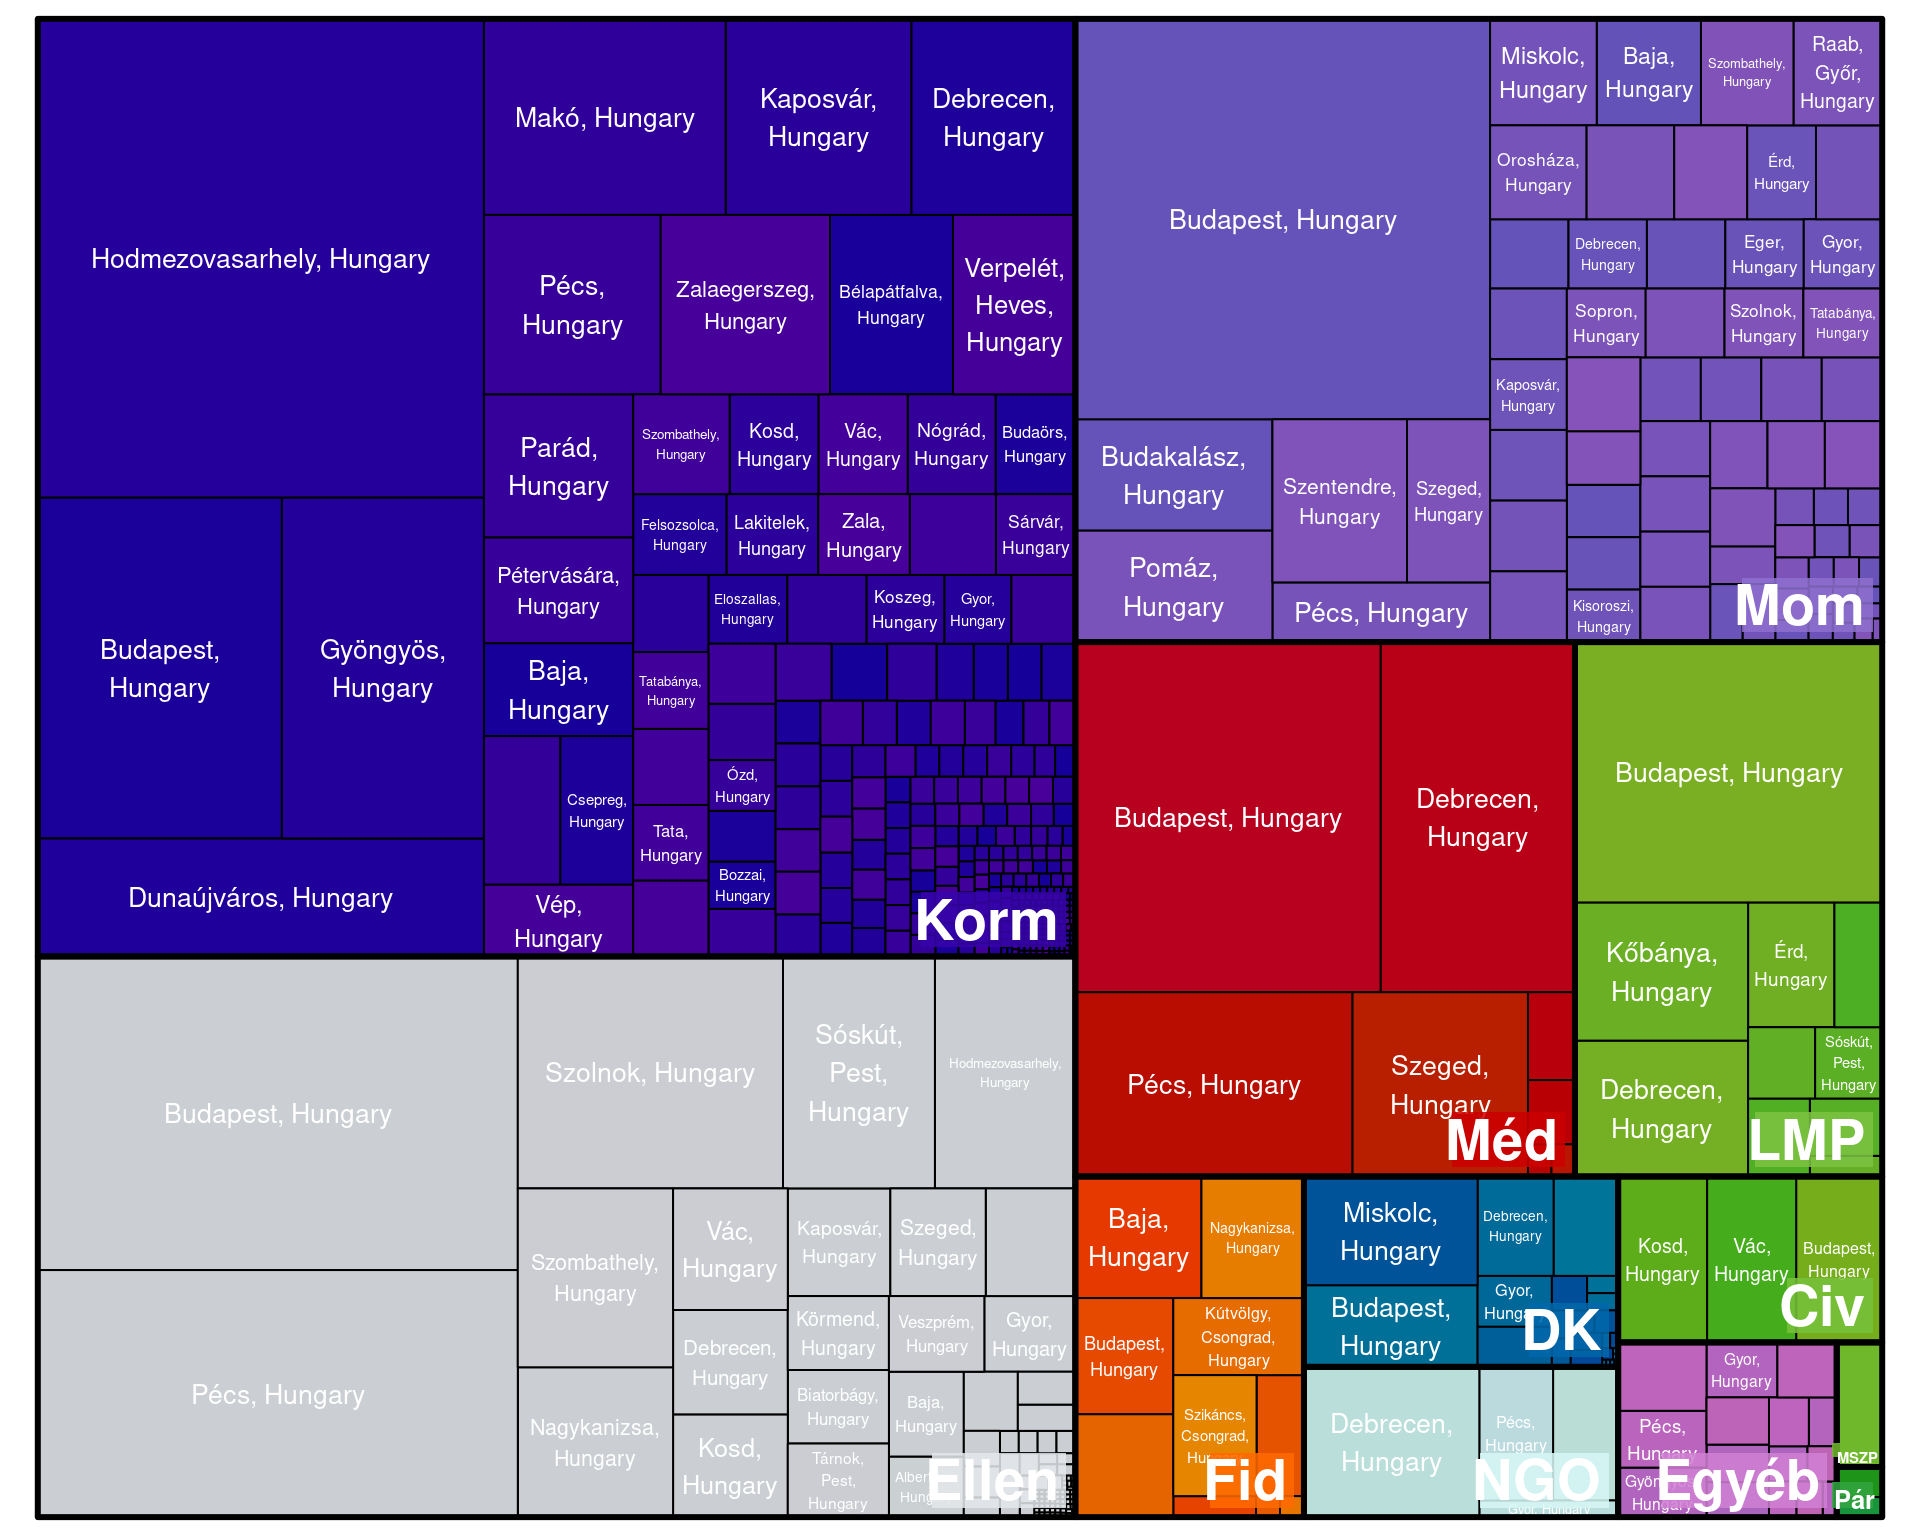 Hodmezovasarhely, Hungary
Makó, Hungary
Kaposvár,
Hungary
Debrecen,
Hungary
Pécs,
Hungary
Zalaegerszeg,
Hungary
Bélapátfalva,
Hungary
Verpelét,
Heves,
Hungary
Parád,
Hungary
Szombathely,
Hungary
Kosd,
Hungary
Vác,
Hungary
Nógrád,
Hungary
Budaörs,
Hungary
Felsozsolca,
Hungary
Lakitelek,
Hungary
Zala,
Hungary
Sárvár,
Hungary
Budapest,
Hungary
Gyöngyös,
Hungary
Pétervására,
Hungary
Eloszallas,
Hungary
Koszeg,
Hungary
Gyor,
Hungary
Baja,
Hungary
Tatabánya,
Hungary
Csepreg,
Hungary
Ózd,
Hungary
Tata,
Hungary
Bozzai,
Hungary
Dunaújváros, Hungary
Vép,
Hungary
Korm
Budapest, Hungary
Miskolc,
Hungary
Baja,
Hungary
Szombathely,
Hungary
Raab,
Győr,
Hungary
Orosháza,
Hungary
Érd,
Hungary
Debrecen,
Hungary
Eger,
Hungary
Gyor,
Hungary
Sopron,
Hungary
Szolnok,
Hungary
Tatabánya,
Hungary
Kaposvár,
Hungary
Budakalász,
Hungary
Szentendre,
Hungary
Szeged,
Hungary
Pomáz,
Hungary
Pécs, Hungary
Kisoroszi,
Hungary
Mom
Budapest, Hungary
Debrecen,
Hungary
Pécs, Hungary
Szeged,
Hungary
Méd
Budapest, Hungary
Kőbánya,
Hungary
Érd,
Hungary
Debrecen,
Hungary
Sóskút,
Pest,
Hungary
LMP
Budapest, Hungary
Szolnok, Hungary
Sóskút,
Pest,
Hungary
Hodmezovasarhely,
Hungary
Pécs, Hungary
Szombathely,
Hungary
Vác,
Hungary
Kaposvár,
Hungary
Szeged,
Hungary
Debrecen,
Hungary
Körmend,
Hungary
Veszprém,
Hungary
Gyor,
Hungary
Nagykanizsa,
Hungary
Kosd,
Hungary
Biatorbágy,
Hungary
Baja,
Hungary
Tárnok,
Pest,
Hungary
Ellen
Baja,
Hungary
Nagykanizsa,
Hungary
Budapest,
Hungary
Kútvölgy,
Csongrad,
Hungary
Szikáncs,
Csongrad,
Fid
Miskolc,
Hungary
Debrecen,
Hungary
Budapest,
Hungary
Gyor,
DK
Debrecen,
Hungary
Pécs,
Hungary
Gyor, Hungary
NGO
Kosd,
Hungary
Vác,
Hungary
Budapest,
Hungary
Civ
Gyor,
Hungary
Pécs,
Hungary
Hungary
Egyéb
MSZP
Pár